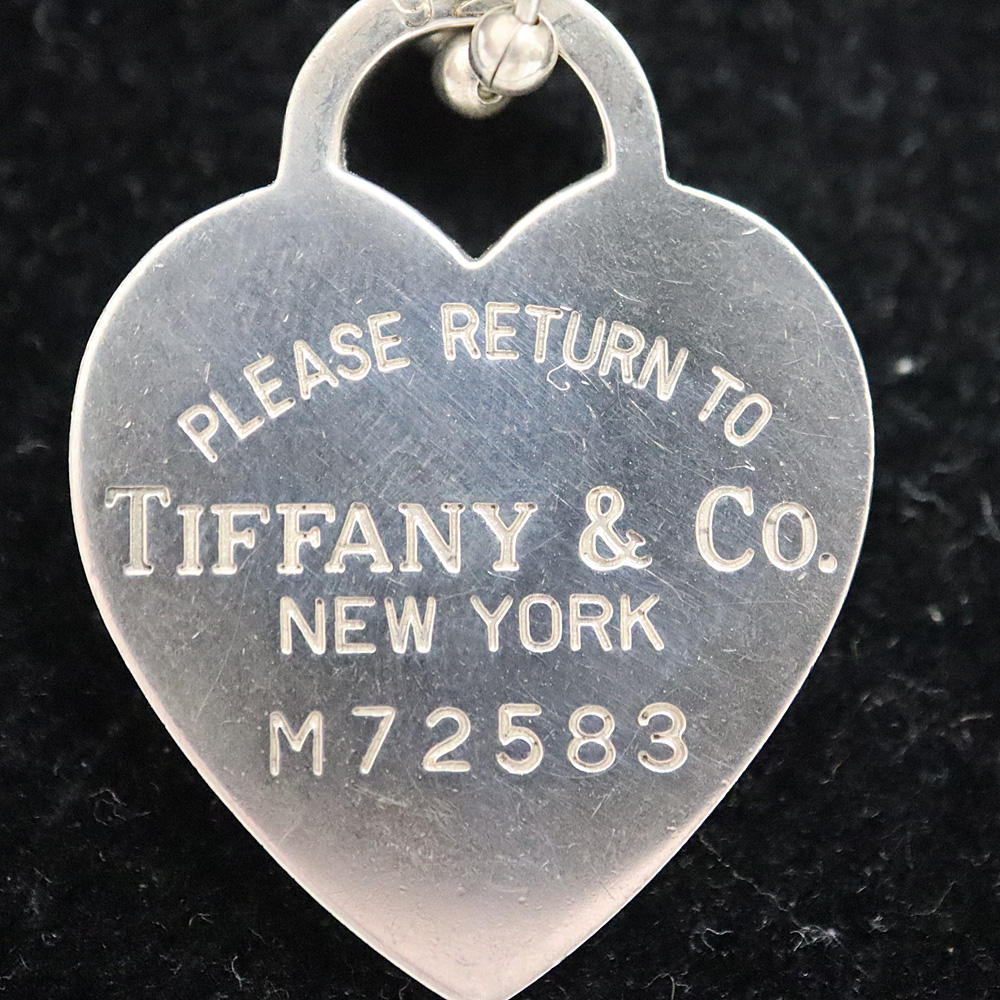 PLEASE RETURN TO
TIFFANY & CO.
NEW YORK
M72583